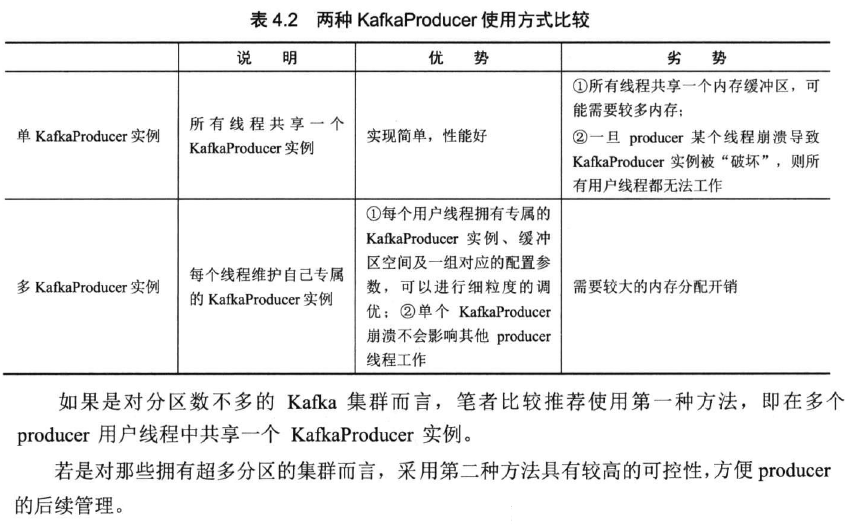 表 4.2 两种 KafkaProducer 使用方式比较
说 明 优 势 劣 势
单 KafkaProducer 实例
所有线程共享一个
KafkaProducer 实例
实现简单，性能好
①所有线程共享一个内存缓冲区，可
能需要较多内存；
②一旦 producer 某个线程崩溃导致
KafkaProducer 实例被“破坏”，则所
有用户线程都无法工作
多 KafkaProducer 实例
每个线程维护自己专属
的 KafkaProducer 实例
①每个用户线程拥有专属的
KafkaProducer 实例、缓冲
区空间及一组对应的配置参
数，可以进行细粒度的调
优；②单个 KafkaProducer
崩溃不会影响其他 producer
线程工作
需要较大的内存分配开销
如果是对分区数不多的 Kafka 集群而言，笔者比较推荐使用第一种方法，即在多个
producer 用户线程中共享一个 KafkaProducer 实例。
若是对那些拥有超多分区的集群而言，采用第二种方法具有较高的可控性，方便 producer
的后续管理。